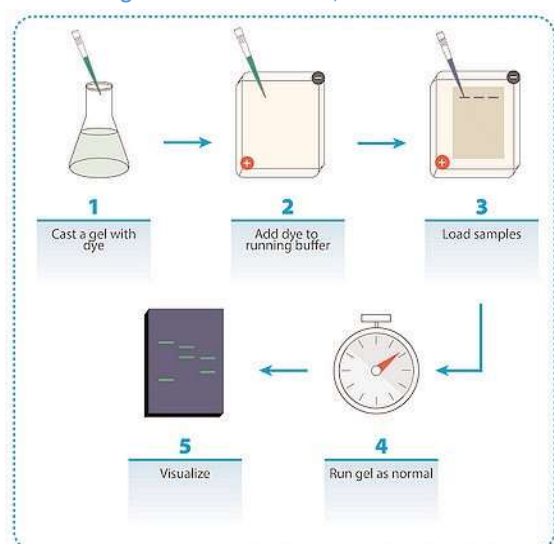 1
Cast a gel with
dye
2
Add dye to
running buffer
3
Load samples
4
Run gel as normal
5
Visualize